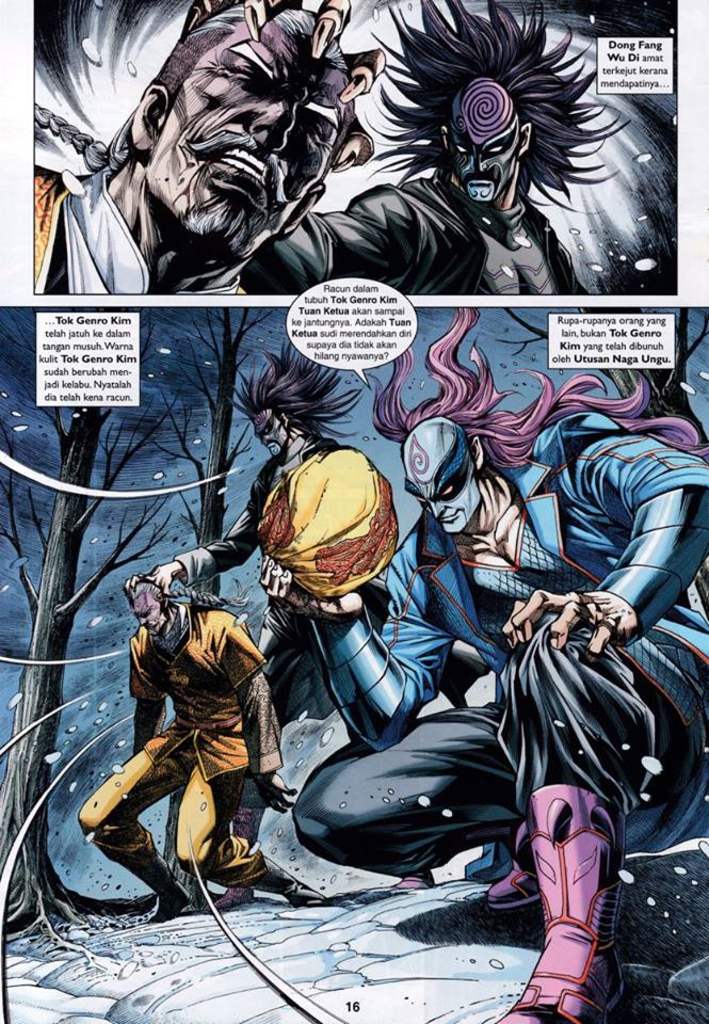 Dong Fang
Wu Di amat
terkejut kerana
mendapatinya...
...Tok Genro Kim
telah jatuh ke dalam
tangan musuh. Warna
kulit Tok Genro Kim
sudah berubah men-
jadi kelabu. Nyatalah
dia telah kena racun.
Racun dalam
tubuh Tok Genro Kim
Tuan Ketua akan sampai
ke jantungnya. Adakah Tuan
Ketua sudi merendahkan diri
supaya dia tidak akan
hilang nyawanya?
Rupa-rupanya orang yang
lain, bukan Tok Genro
Kim yang telah dibunuh
oleh Utusan Naga Ungu.
16